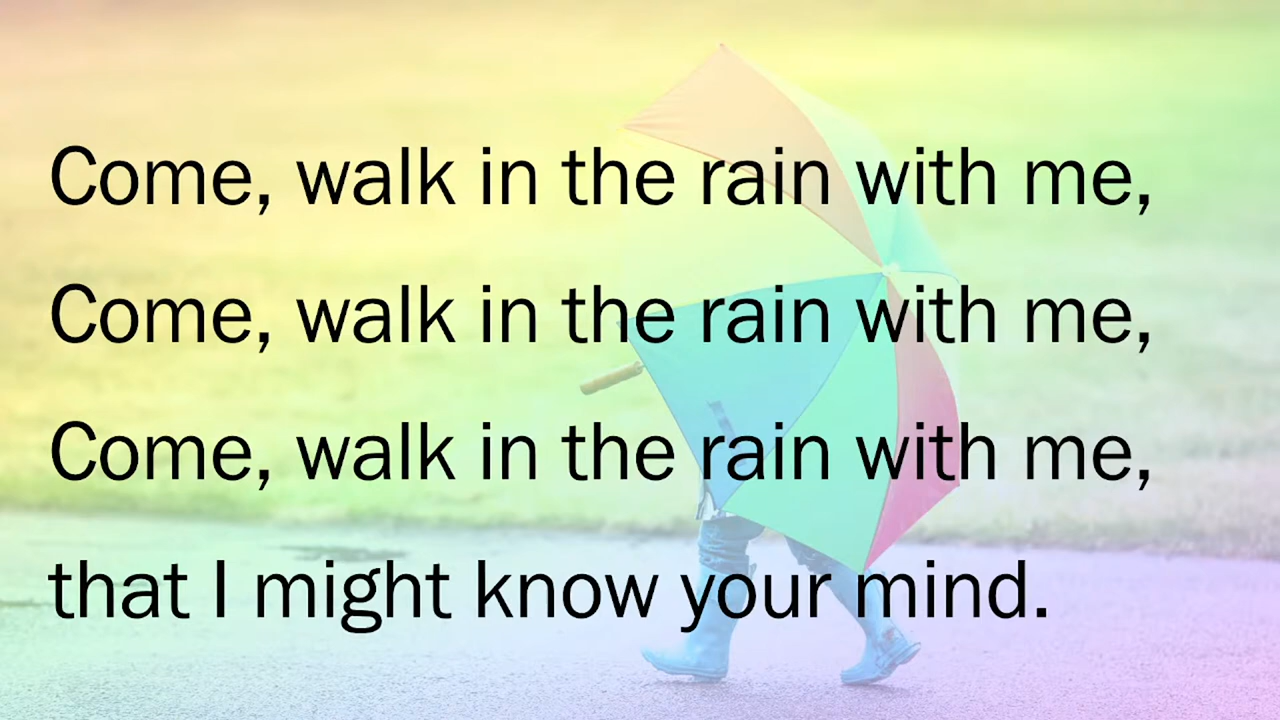 Come, walk in the rain with me,
Come, walk in the rain with me,
Come, walk in the rain with me,
that I might know your mind.